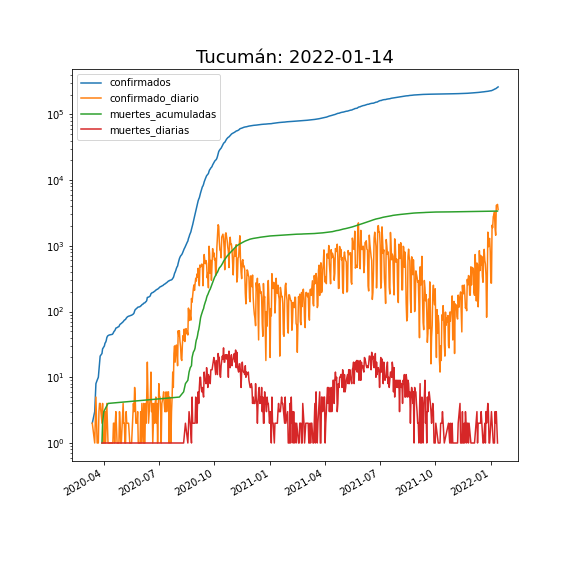 Tucumán: 2022-01-14
confirmados
confirmado_diario
muertes_acumuladas
muertes_diarias
10^5
10^4
10^3
10^2
10^1
10^0
2020-04 2020-07 2020-10 2021-01 2021-04 2021-07 2021-10 2022-01